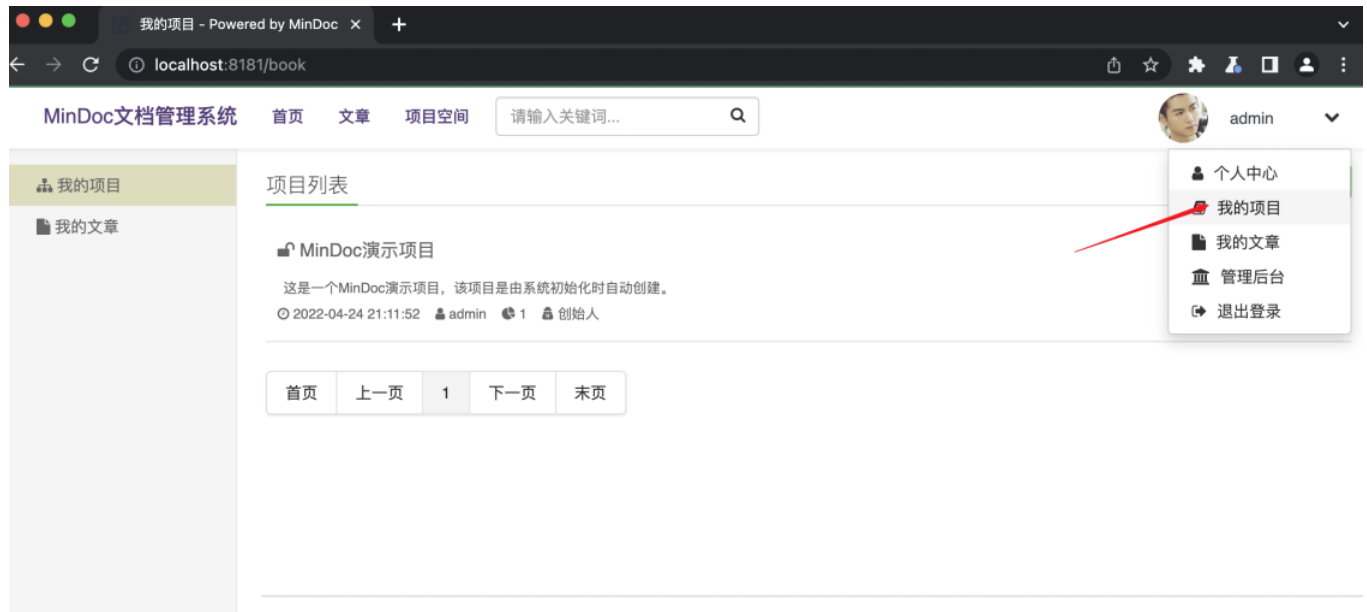 我的项目 - Powered by MinDoc
localhost:8181/book
MinDoc文档管理系统 首页 文章 项目空间 请输入关键词... admin
我的项目
我的文章
项目列表
MinDoc演示项目
这是一个MinDoc演示项目，该项目是由系统初始化时自动创建。
2022-04-24 21:11:52 admin 1 创始人
首页 上一页 1 下一页 末页
个人中心
我的项目
我的文章
管理后台
退出登录